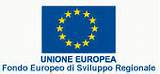 UNIONE EUROPEA
Fondo Europeo di Sviluppo Regionale